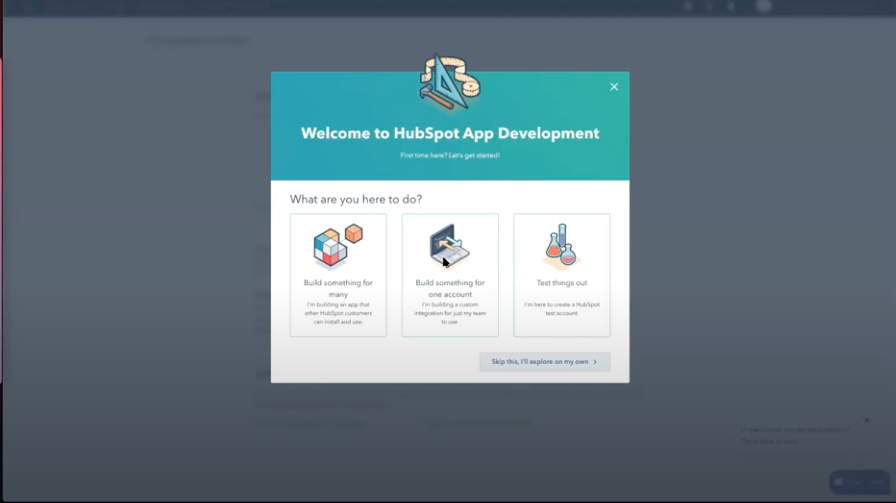 Welcome to HubSpot App Development
First time here? Let's get started!
What are you here to do?
Build something for
many
I'm building an app that
other HubSpot customers
can install and use.
Build something for
one account
I'm building a custom
integration for just my team
to use.
Test things out
I'm here to create a HubSpot
test account.
Skip this, I'll explore on my own